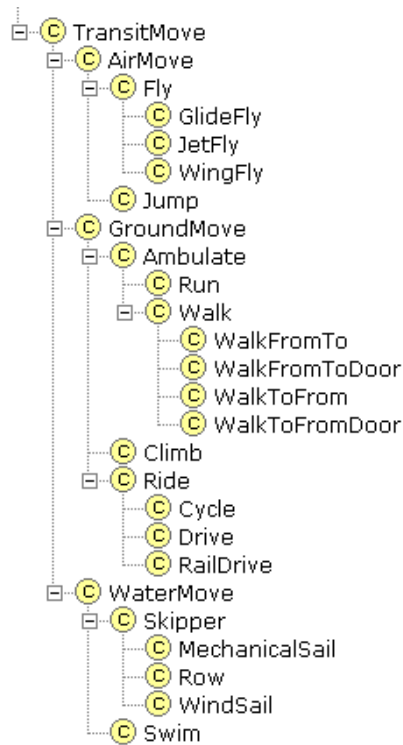 TransitMove
AirMove
Fly
GlideFly
JetFly
WingFly
Jump
GroundMove
Ambulate
Run
Walk
WalkFromTo
WalkFromToDoor
WalkToFrom
WalkToFromDoor
Climb
Ride
Cycle
Drive
RailDrive
WaterMove
Skipper
MechanicalSail
Row
WindSail
Swim